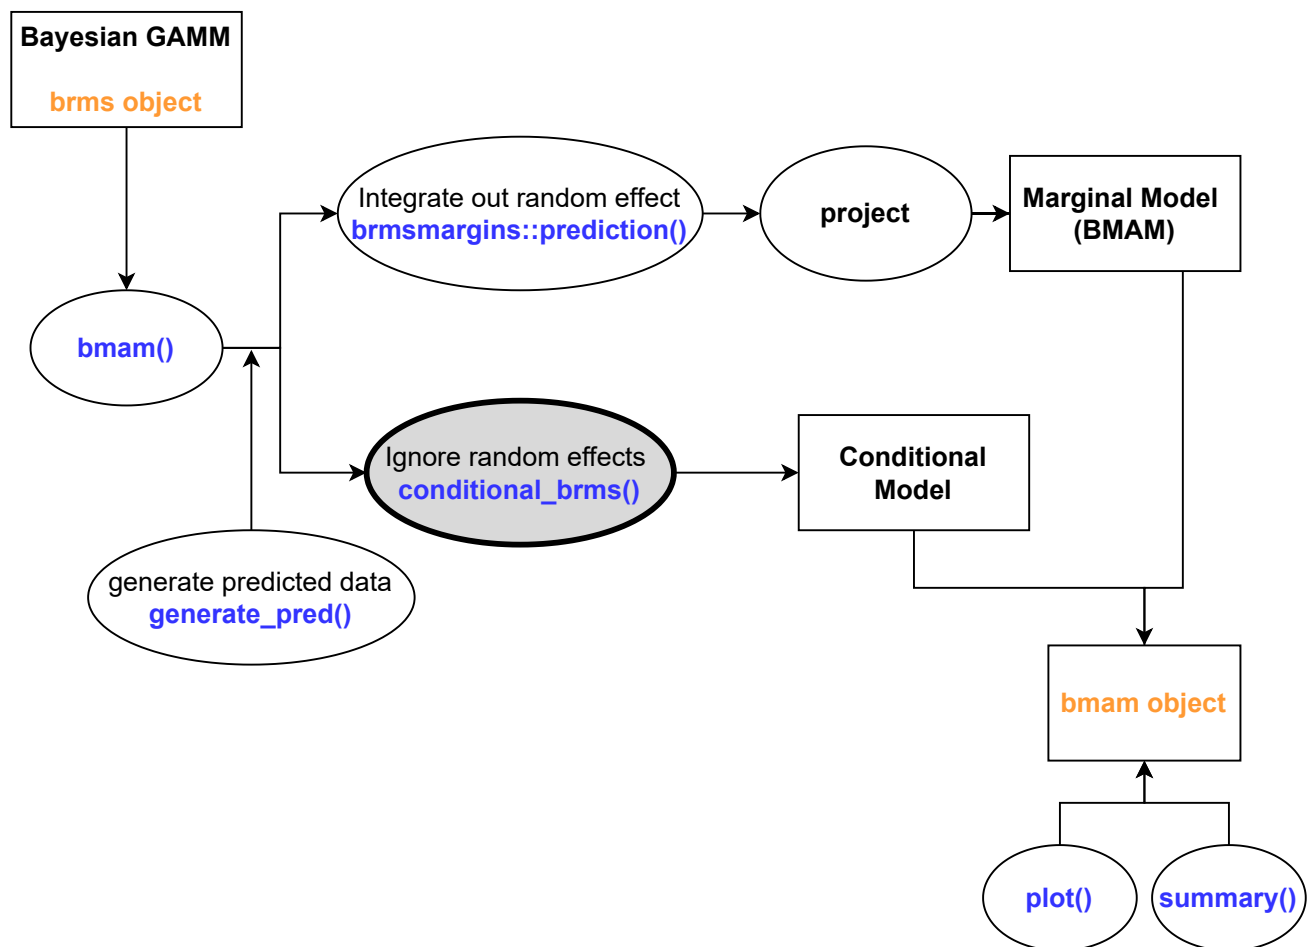 Bayesian GAMM
brms object
Integrate out random effect
brmsmargins::prediction()
project
Marginal Model
(BMAM)
bmam()
Ignore random effects
conditional_brms()
Conditional
Model
generate predicted data
generate_pred()
bmam object
plot()
summary()